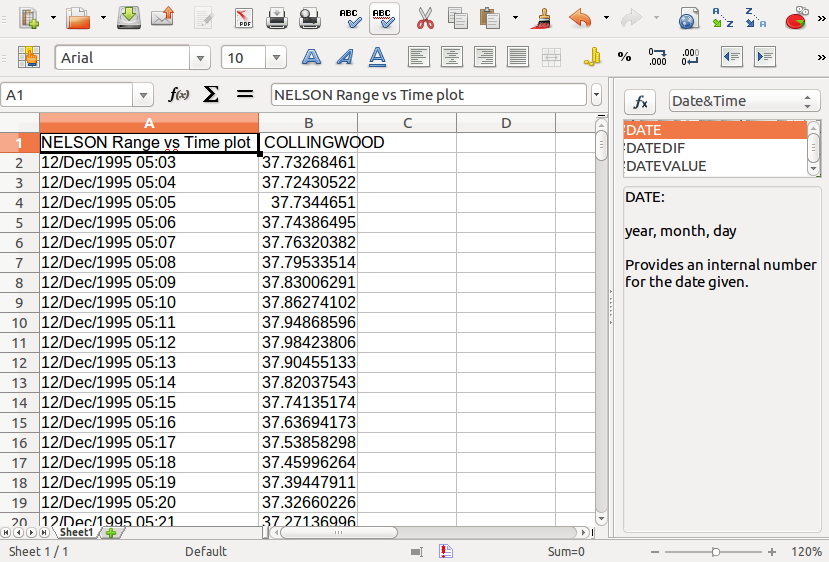 PDF
ABC
ABC
A
Z
Z
A
Arial
10
A
A
A
%
.000
.000
A1
f(x)
Σ
=
NELSON Range vs Time plot
fx
Date&Time
A B C D
1 NELSON Range vs Time plot COLLINGWOOD
2 12/Dec/1995 05:03 37.73268461
3 12/Dec/1995 05:04 37.72430522
4 12/Dec/1995 05:05 37.7344651
5 12/Dec/1995 05:06 37.74386495
6 12/Dec/1995 05:07 37.76320382
7 12/Dec/1995 05:08 37.79533514
8 12/Dec/1995 05:09 37.83006291
9 12/Dec/1995 05:10 37.86274102
10 12/Dec/1995 05:11 37.94868596
11 12/Dec/1995 05:12 37.98423806
12 12/Dec/1995 05:13 37.90455133
13 12/Dec/1995 05:14 37.82037543
14 12/Dec/1995 05:15 37.74135174
15 12/Dec/1995 05:16 37.63694173
16 12/Dec/1995 05:17 37.53858298
17 12/Dec/1995 05:18 37.45996264
18 12/Dec/1995 05:19 37.39447911
19 12/Dec/1995 05:20 37.32660226
20 12/Dec/1995 05:21 37.27136996
DATE
DATEDIF
DATEVALUE
DATE:
year, month, day
Provides an internal number
for the date given.
Sheet1
Sheet 1 / 1 Default Sum=0 120%